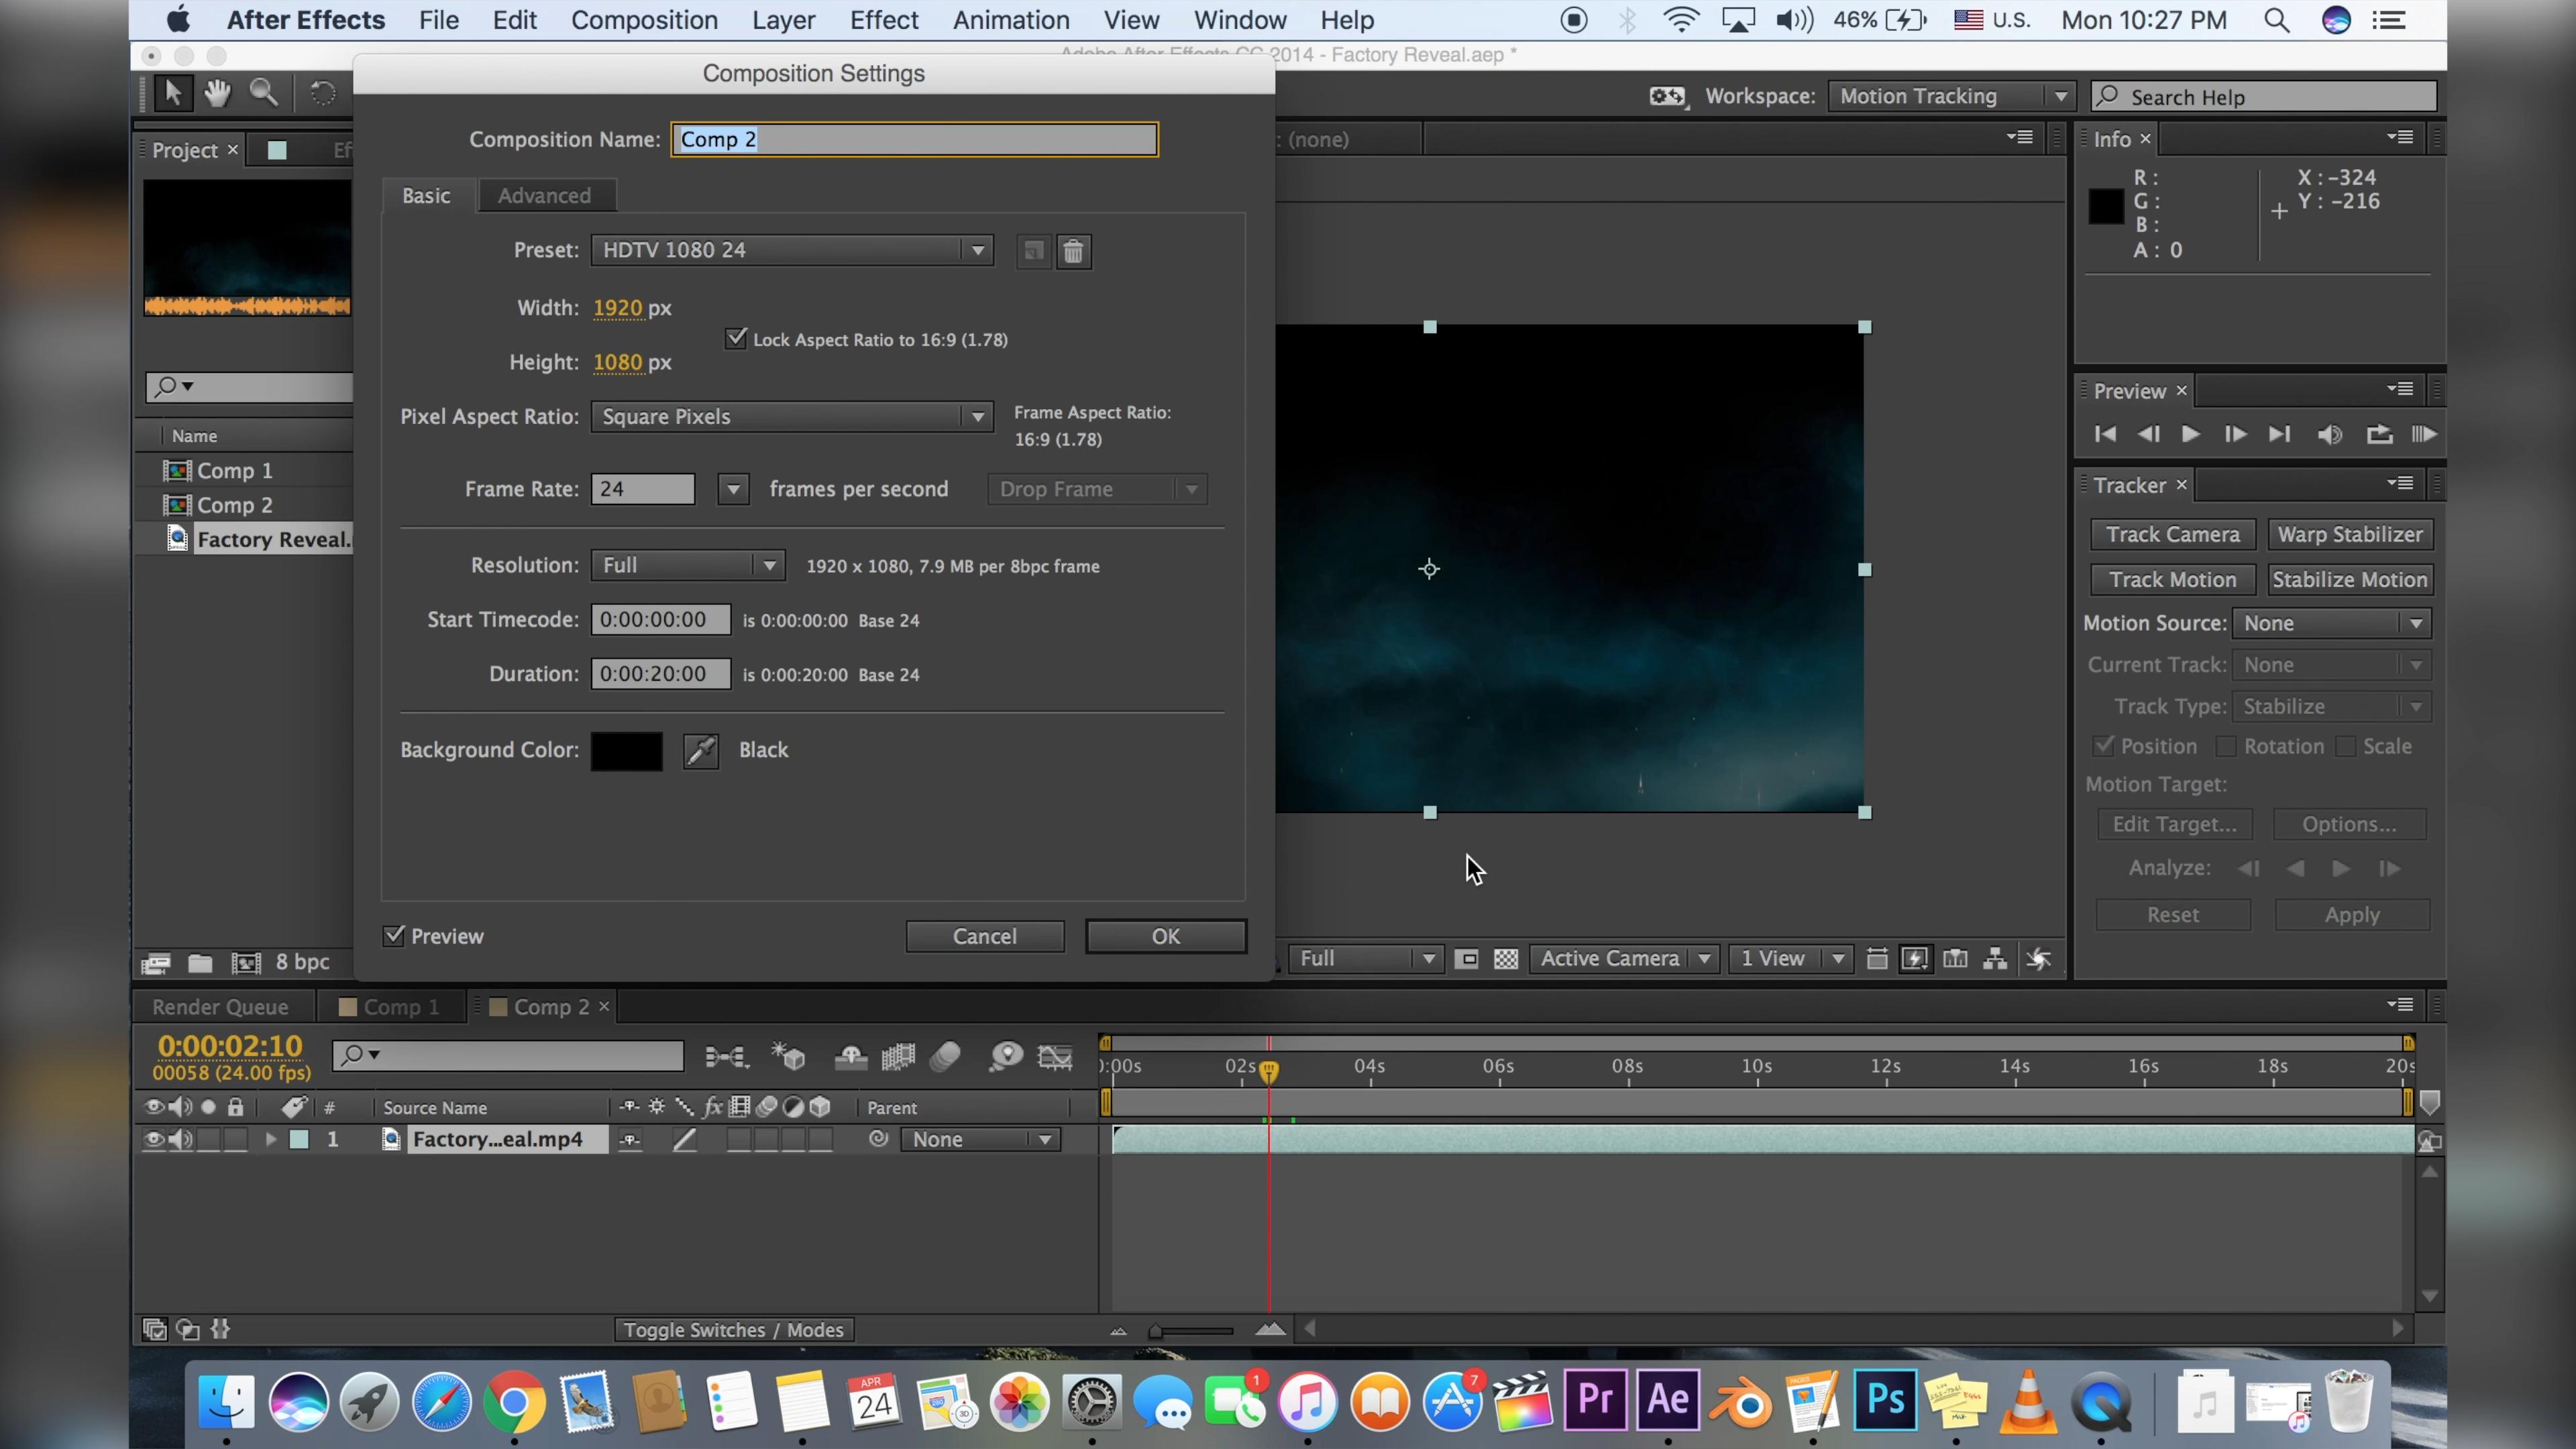 After Effects File Edit Composition Layer Effect Animation View Window Help 46% U.S. Mon 10:27 PM
2014 - Factory Reveal.aep *
Composition Settings
Workspace: Motion Tracking Search Help
Project
Composition Name: Comp 2
: (none)
Info
R :
G :
B :
A : 0
X : -324
Y : -216
Basic Advanced
Preset: HDTV 1080 24
Width: 1920 px
Lock Aspect Ratio to 16:9 (1.78)
Height: 1080 px
Pixel Aspect Ratio: Square Pixels
Frame Aspect Ratio:
16:9 (1.78)
Frame Rate: 24 frames per second Drop Frame
Resolution: Full 1920 x 1080, 7.9 MB per 8bpc frame
Start Timecode: 0:00:00:00 is 0:00:00:00 Base 24
Duration: 0:00:20:00 is 0:00:20:00 Base 24
Background Color: Black
Preview Cancel OK
Name
Comp 1
Comp 2
Factory Reveal.
8 bpc
Preview
Tracker
Track Camera Warp Stabilizer
Track Motion Stabilize Motion
Motion Source: None
Current Track: None
Track Type: Stabilize
Position Rotation Scale
Motion Target:
Edit Target... Options...
Analyze:
Reset Apply
Full Active Camera 1 View
Render Queue Comp 1 Comp 2
0:00:02:10
00058 (24.00 fps)
:00s 02s 04s 06s 08s 10s 12s 14s 16s 18s 20s
# Source Name fx Parent
1 Factory...eal.mp4 None
Toggle Switches / Modes
APR
24
1
7
Pr
Ae
Ps